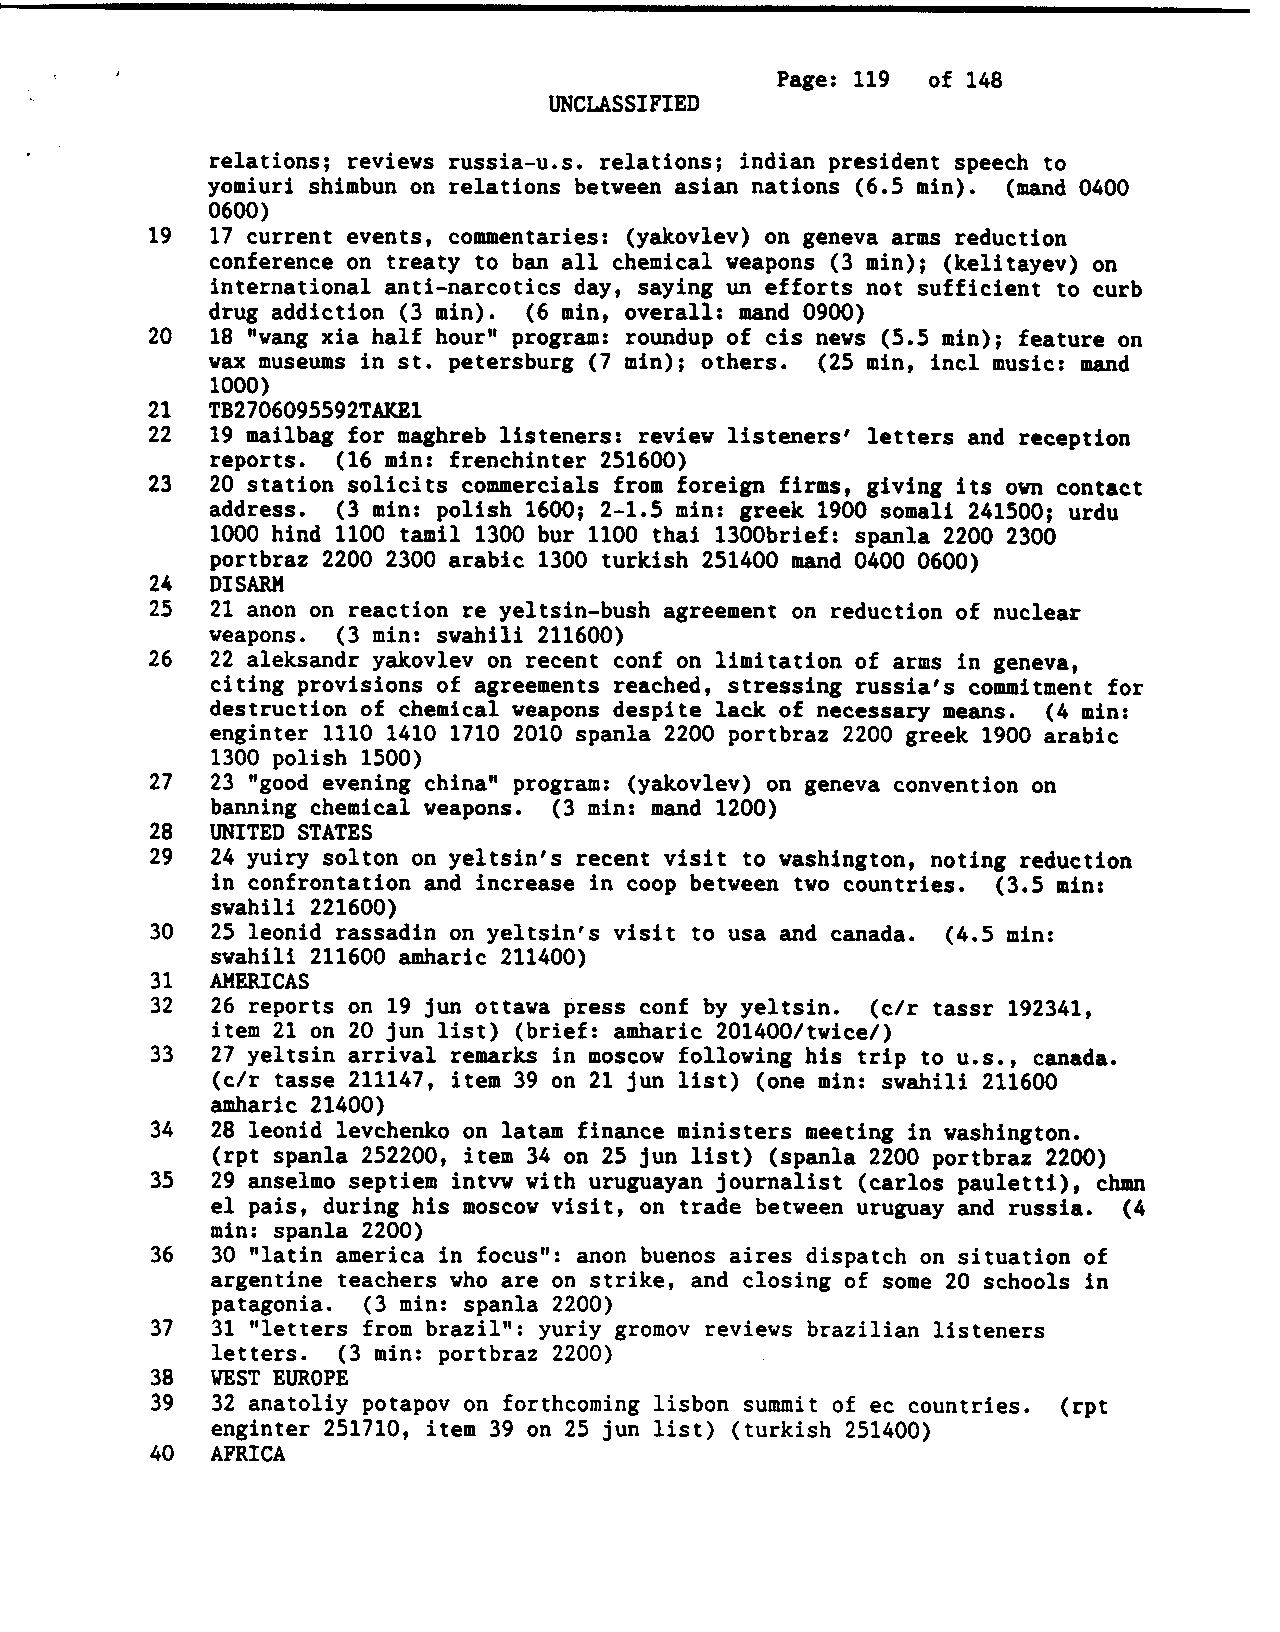 Page: 119 of 148
UNCLASSIFIED
relations; reviews russia-u.s. relations; indian president speech to
yomiuri shimbun on relations between asian nations (6.5 min). (mand 0400
0600)
19 17 current events, commentaries: (yakovlev) on geneva arms reduction
conference on treaty to ban all chemical weapons (3 min); (kelitayev) on
international anti-narcotics day, saying un efforts not sufficient to curb
drug addiction (3 min). (6 min, overall: mand 0900)
20 18 "wang xia half hour" program: roundup of cis news (5.5 min); feature on
wax museums in st. petersburg (7 min); others. (25 min, incl music: mand
1000)
21 TB2706095592TAKE1
22 19 mailbag for maghreb listeners: review listeners' letters and reception
reports. (16 min: frenchinter 251600)
23 20 station solicits commercials from foreign firms, giving its own contact
address. (3 min: polish 1600; 2-1.5 min: greek 1900 somali 241500; urdu
1000 hind 1100 tamil 1300 bur 1100 thai 1300brief: spanla 2200 2300
portbraz 2200 2300 arabic 1300 turkish 251400 mand 0400 0600)
24 DISARM
25 21 anon on reaction re yeltsin-bush agreement on reduction of nuclear
weapons. (3 min: swahili 211600)
26 22 aleksandr yakovlev on recent conf on limitation of arms in geneva,
citing provisions of agreements reached, stressing russia's commitment for
destruction of chemical weapons despite lack of necessary means. (4 min:
enginter 1110 1410 1710 2010 spanla 2200 portbraz 2200 greek 1900 arabic
1300 polish 1500)
27 23 "good evening china" program: (yakovlev) on geneva convention on
banning chemical weapons. (3 min: mand 1200)
28 UNITED STATES
29 24 yuiry solton on yeltsin's recent visit to washington, noting reduction
in confrontation and increase in coop between two countries. (3.5 min:
swahili 221600)
30 25 leonid rassadin on yeltsin's visit to usa and canada. (4.5 min:
swahili 211600 amharic 211400)
31 AMERICAS
32 26 reports on 19 jun ottawa press conf by yeltsin. (c/r tassr 192341,
item 21 on 20 jun list) (brief: amharic 201400/twice/)
33 27 yeltsin arrival remarks in moscow following his trip to u.s., canada.
(c/r tasse 211147, item 39 on 21 jun list) (one min: swahili 211600
amharic 21400)
34 28 leonid levchenko on latam finance ministers meeting in washington.
(rpt spanla 252200, item 34 on 25 jun list) (spanla 2200 portbraz 2200)
35 29 anselmo septiem intvw with uruguayan journalist (carlos pauletti), chmn
el pais, during his moscow visit, on trade between uruguay and russia. (4
min: spanla 2200)
36 30 "latin america in focus": anon buenos aires dispatch on situation of
argentine teachers who are on strike, and closing of some 20 schools in
patagonia. (3 min: spanla 2200)
37 31 "letters from brazil": yuriy gromov reviews brazilian listeners
letters. (3 min: portbraz 2200)
38 WEST EUROPE
39 32 anatoliy potapov on forthcoming lisbon summit of ec countries. (rpt
enginter 251710, item 39 on 25 jun list) (turkish 251400)
40 AFRICA